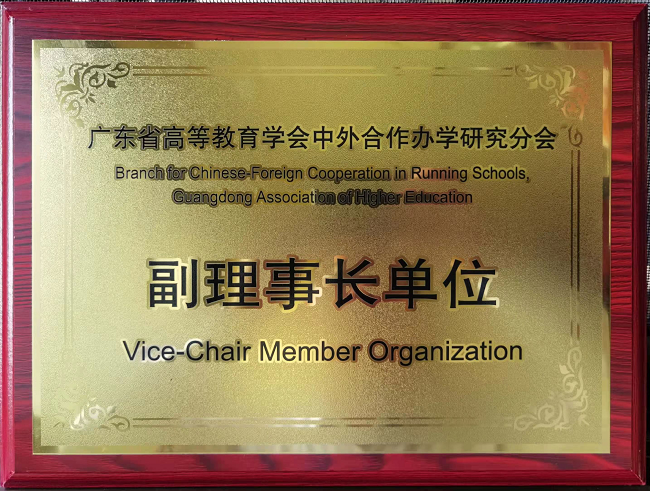 广东省高等教育学会中外合作办学研究分会
Branch for Chinese-Foreign Cooperation in Running Schools,
Guangdong Association of Higher Education
副理事长单位
Vice-Chair Member Organization